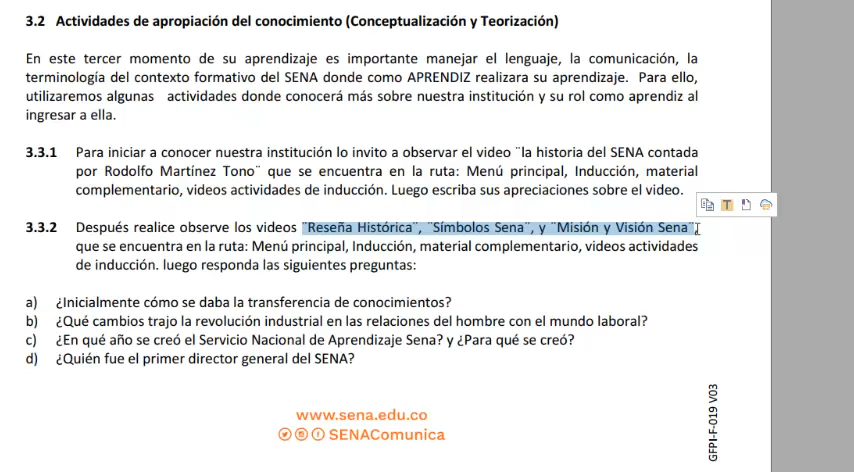 3.2 Actividades de apropiación del conocimiento (Conceptualización y Teorización)
En este tercer momento de su aprendizaje es importante manejar el lenguaje, la comunicación, la
terminología del contexto formativo del SENA donde como APRENDIZ realizara su aprendizaje. Para ello,
utilizaremos algunas actividades donde conocerá más sobre nuestra institución y su rol como aprendiz al
ingresar a ella.
3.3.1 Para iniciar a conocer nuestra institución lo invito a observar el video ¨la historia del SENA contada
por Rodolfo Martínez Tono¨ que se encuentra en la ruta: Menú principal, Inducción, material
complementario, videos actividades de inducción. Luego escriba sus apreciaciones sobre el video.
3.3.2 Después realice observe los videos ¨Reseña Histórica¨, ¨Símbolos Sena¨, y ¨Misión y Visión Sena¨,
que se encuentra en la ruta: Menú principal, Inducción, material complementario, videos actividades
de inducción. luego responda las siguientes preguntas:
a) ¿Inicialmente cómo se daba la transferencia de conocimientos?
b) ¿Qué cambios trajo la revolución industrial en las relaciones del hombre con el mundo laboral?
c) ¿En qué año se creó el Servicio Nacional de Aprendizaje Sena? y ¿Para qué se creó?
d) ¿Quién fue el primer director general del SENA?
www.sena.edu.co
SENAComunica
GFPI-F-019 V03